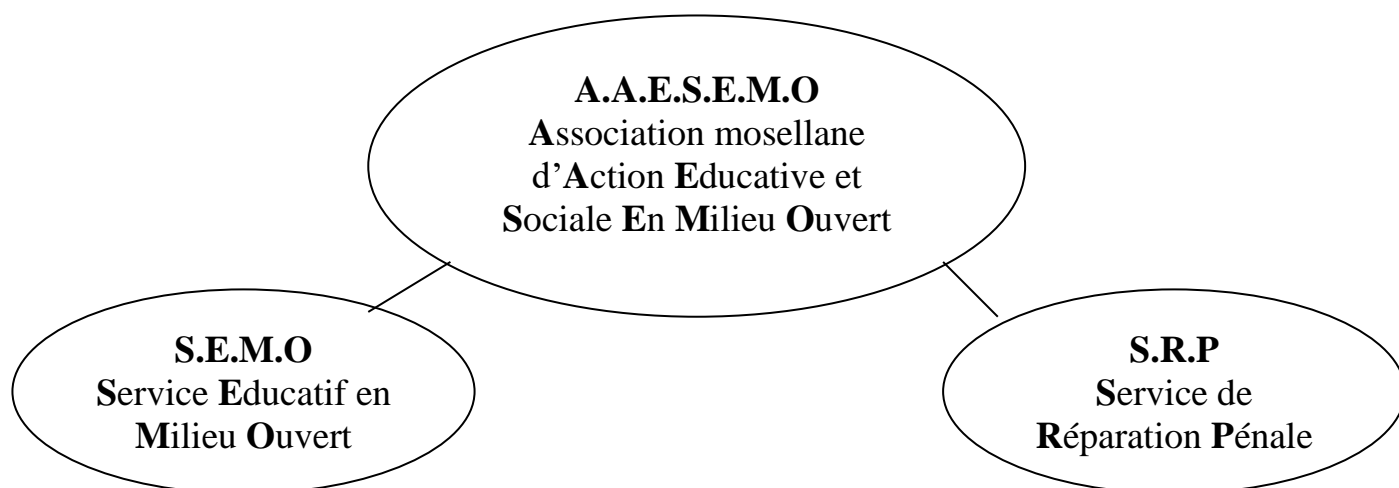 A.A.E.S.E.M.O
Association mosellane
d’Action Educative et
Sociale En Milieu Ouvert
S.E.M.O
Service Educatif en
Milieu Ouvert
S.R.P
Service de
Réparation Pénale